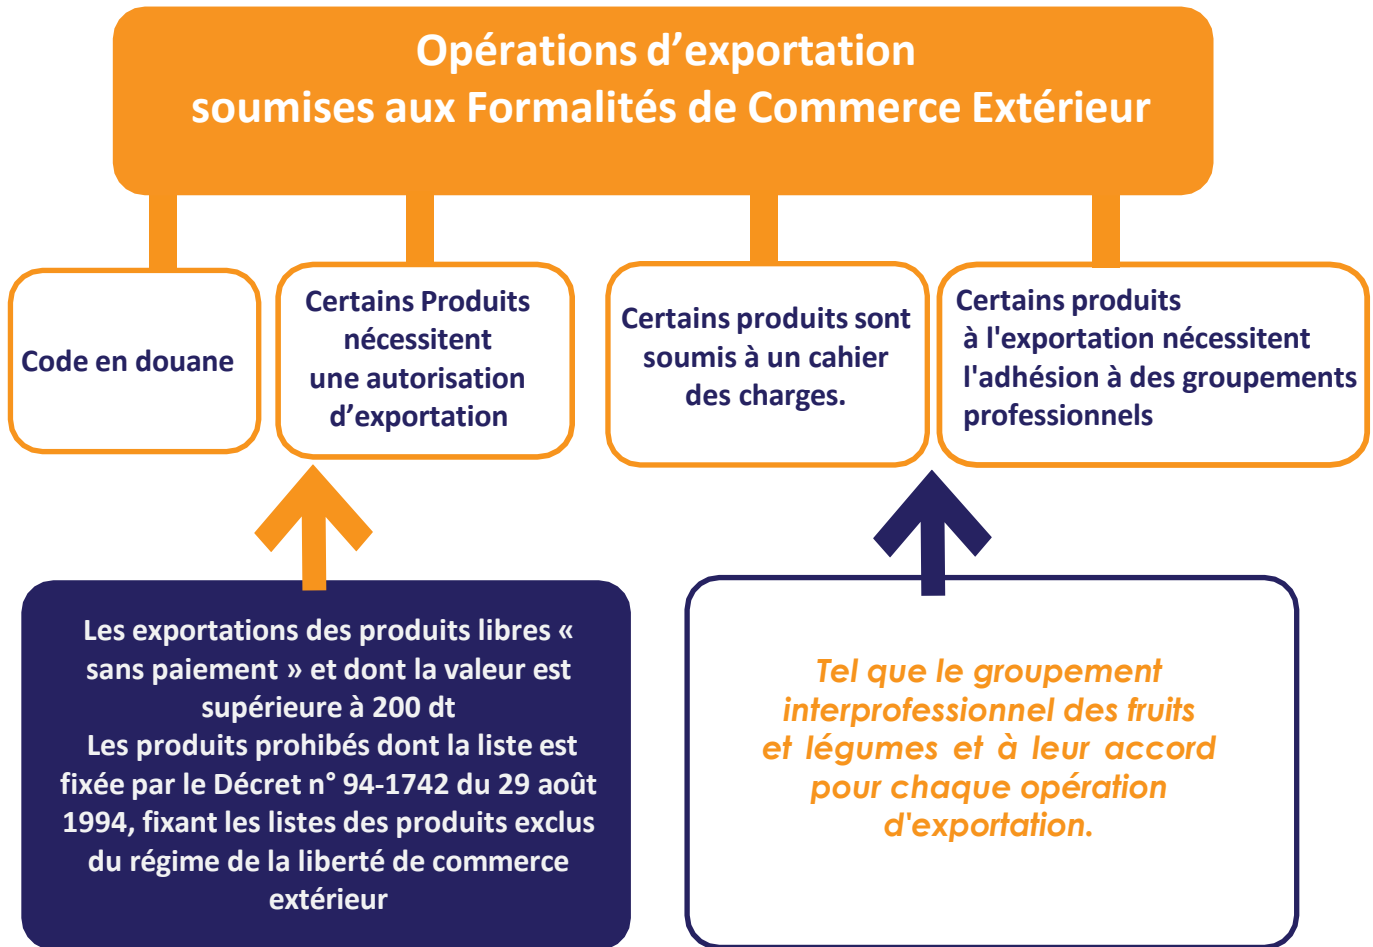 Opérations d’exportation
soumises aux Formalités de Commerce Extérieur
Code en douane
Certains Produits
nécessitent
une autorisation
d’exportation
Certains produits sont
soumis à un cahier
des charges.
Certains produits
à l'exportation nécessitent
l'adhésion à des groupements
professionnels
Les exportations des produits libres «
sans paiement » et dont la valeur est
supérieure à 200 dt
Les produits prohibés dont la liste est
fixée par le Décret n° 94-1742 du 29 août
1994, fixant les listes des produits exclus
du régime de la liberté de commerce
extérieur
Tel que le groupement
interprofessionnel des fruits
et légumes et à leur accord
pour chaque opération
d'exportation.